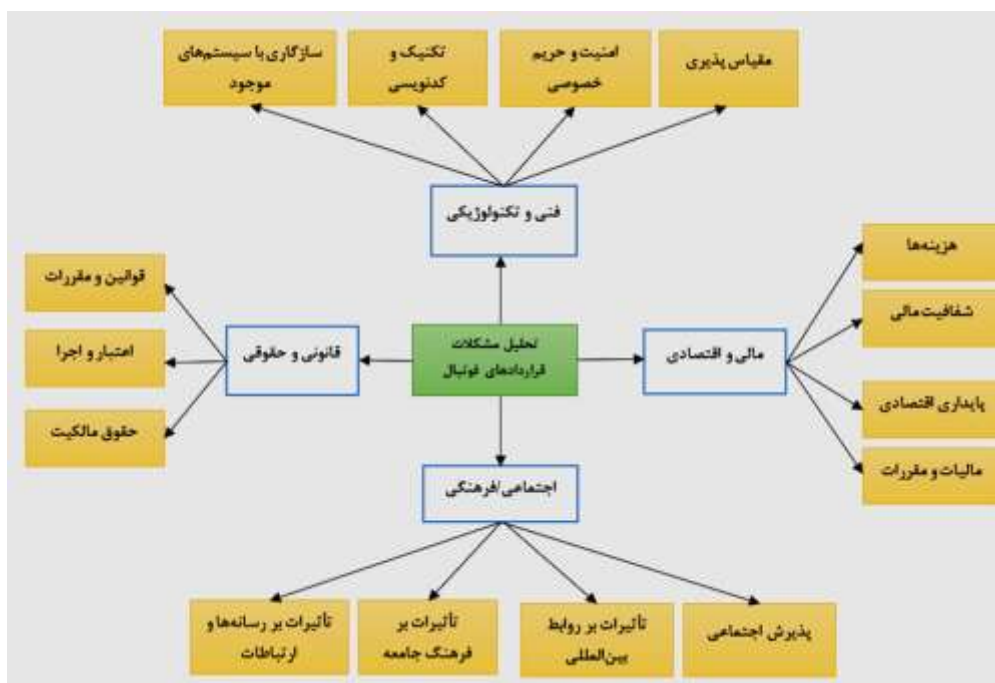 مقیاس پذیری
امنیت و حریم
خصوصی
تکنیک و
کدنویسی
سازگاری با سیستم‌های
موجود
فنی و تکنولوژیکی
هزینه‌ها
شفافیت مالی
پایداری اقتصادی
مالیات و مقررات
مالی و اقتصادی
تحلیل مشکلات
قراردادهای فوتبال
قانونی و حقوقی
قوانین و مقررات
اعتبار و اجرا
حقوق مالکیت
اجتماعی/فرهنگی
پذیرش اجتماعی
تأثیرات بر روابط
بین‌المللی
تأثیرات بر
فرهنگ جامعه
تأثیرات بر رسانه‌ها و
ارتباطات